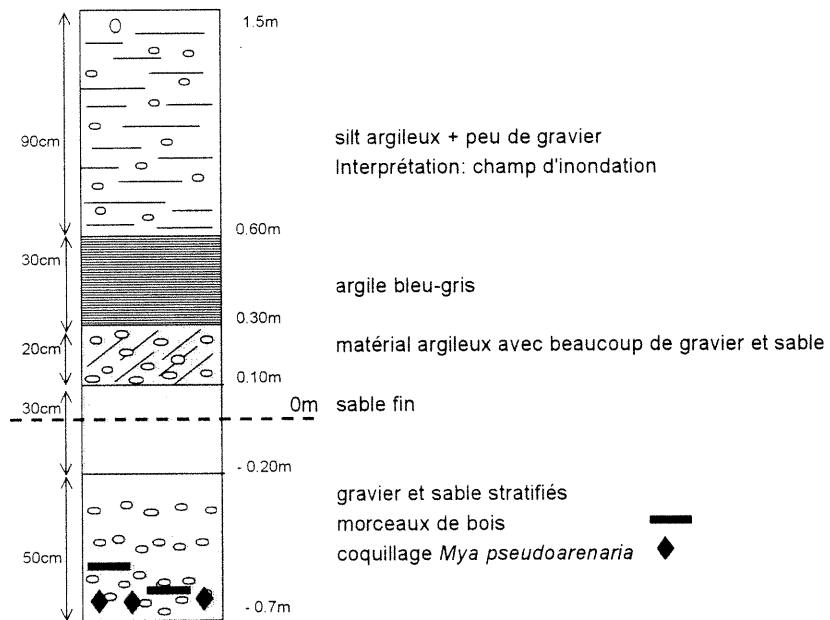 1.5m
90cm
silt argileux + peu de gravier
Interprétation: champ d'inondation
0.60m
30cm
argile bleu-gris
0.30m
20cm
matérial argileux avec beaucoup de gravier et sable
0.10m
30cm
0m
sable fin
- 0.20m
gravier et sable stratifiés
morceaux de bois
50cm
coquillage Mya pseudoarenaria
- 0.7m